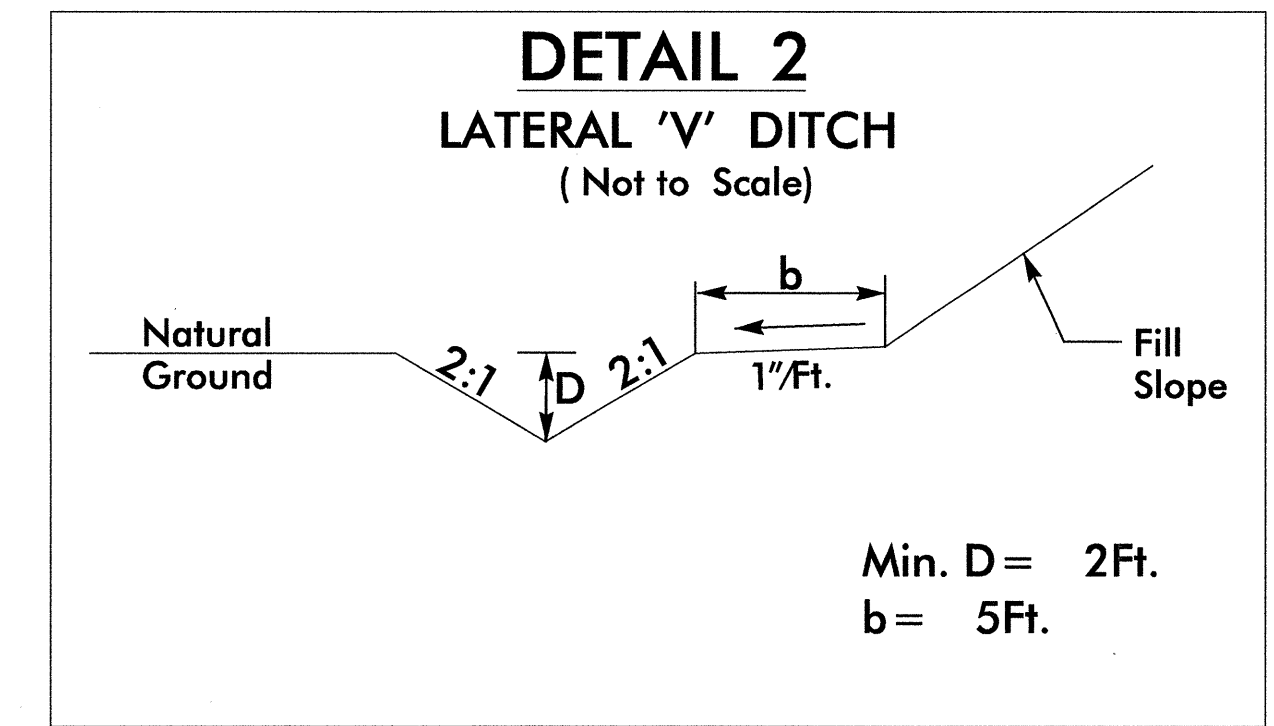 DETAIL 2
LATERAL 'V' DITCH
( Not to Scale)
b
Natural
Ground
2:1
D
2:1
1"/Ft.
Fill
Slope
Min. D = 2Ft.
b = 5Ft.